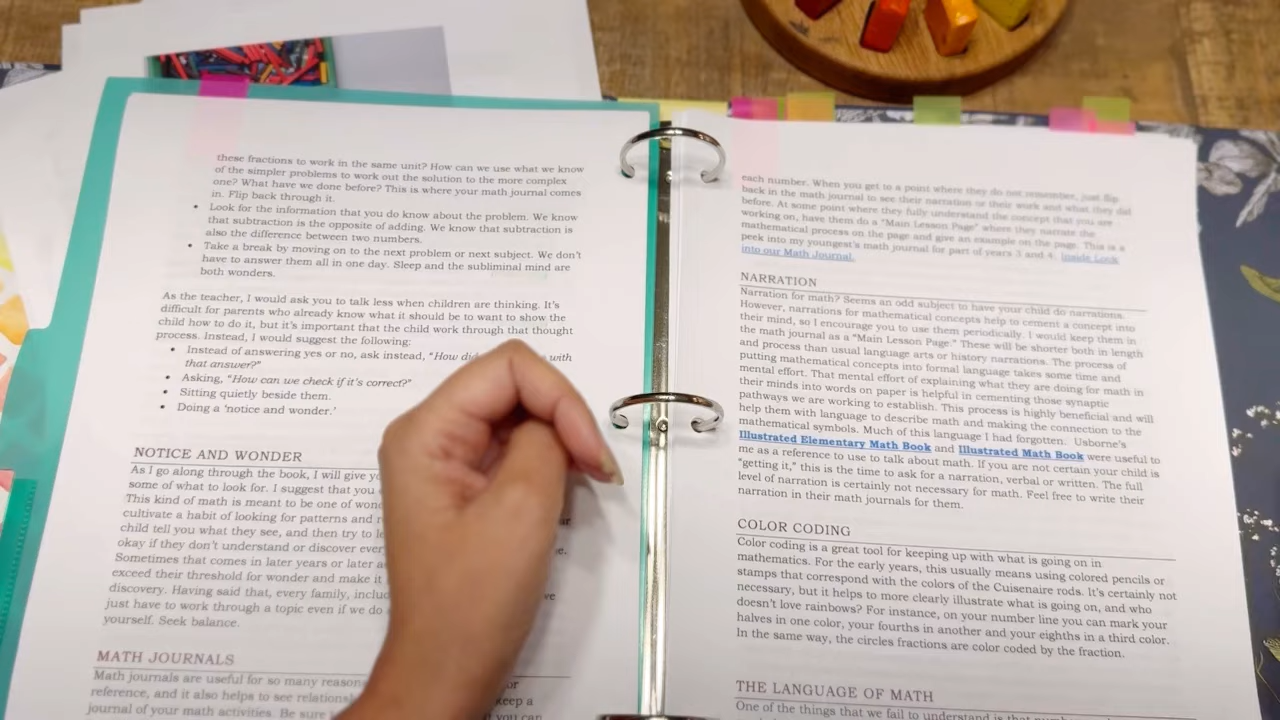 these fractions to work in the same unit? How can we use what we know
of the simpler problems to work out the solution to the more complex
one? What have we done before? This is where your math journal comes
in. Flip back through it.
• Look for the information that you do know about the problem. We know
that subtraction is the opposite of adding. We know that subtraction is
also the difference between two numbers.
• Take a break by moving on to the next problem or next subject. We don't
have to answer them all in one day. Sleep and the subliminal mind are
both wonders.
As the teacher, I would ask you to talk less when children are thinking. It's
difficult for parents who already know what it should be to want to show the
child how to do it, but it's important that the child work through that thought
process. Instead, I would suggest the following:
• Instead of answering yes or no, ask instead, "How did with
that answer?"
• Asking, "How can we check if it's correct?"
• Sitting quietly beside them.
• Doing a 'notice and wonder.'
NOTICE AND WONDER
As I go along through the book, I will give
some of what to look for. I suggest that you
This kind of math is meant to be one of
cultivate a habit of looking for patterns and
child tell you what they see, and then try to
okay if they don't understand or discover
Sometimes that comes in later years or later
exceed their threshold for wonder and make it
discovery. Having said that, every family,
just have to work through a topic even if we do
yourself. Seek balance.
MATH JOURNALS
Math journals are useful for so many
reference, and it also helps to see
journal of your math activities. Be sure you can
each number. When you get to a point where they do not remember, just flip
back in the math journal to see their narration or their work and what they did
before. At some point where they fully understand the concept that you are
working on, have them do a "Main Lesson Page" where they narrate the
mathematical process on the page and give an example on the page. This is a
peek into my youngest's math journal for part of years 3 and 4: Inside Look
into our Math Journal.
NARRATION
Narration for math? Seems an odd subject to have your child do narrations.
However, narrations for mathematical concepts help to cement a concept into
their mind, so I encourage you to use them periodically. I would keep them in
the math journal as a "Main Lesson Page." These will be shorter both in length
and process than usual language arts or history narrations. The process of
putting mathematical concepts into formal language takes some time and
mental effort. That mental effort of explaining what they are doing for math in
their minds into words on paper is helpful in cementing those synaptic
pathways we are working to establish. This process is highly beneficial and will
help them with language to describe math and making the connection to the
mathematical symbols. Much of this language I had forgotten. Usborne's
Illustrated Elementary Math Book and Illustrated Math Book were useful to
me as a reference to use to talk about math. If you are not certain your child is
"getting it," this is the time to ask for a narration, verbal or written. The full
level of narration is certainly not necessary for math. Feel free to write their
narration in their math journals for them.
COLOR CODING
Color coding is a great tool for keeping up with what is going on in
mathematics. For the early years, this usually means using colored pencils or
stamps that correspond with the colors of the Cuisenaire rods. It's certainly not
necessary, but it helps to more clearly illustrate what is going on, and who
doesn't love rainbows? For instance, on your number line you can mark your
halves in one color, your fourths in another and your eighths in a third color.
In the same way, the circles fractions are color coded by the fraction.
THE LANGUAGE OF MATH
One of the things that we fail to understand is that